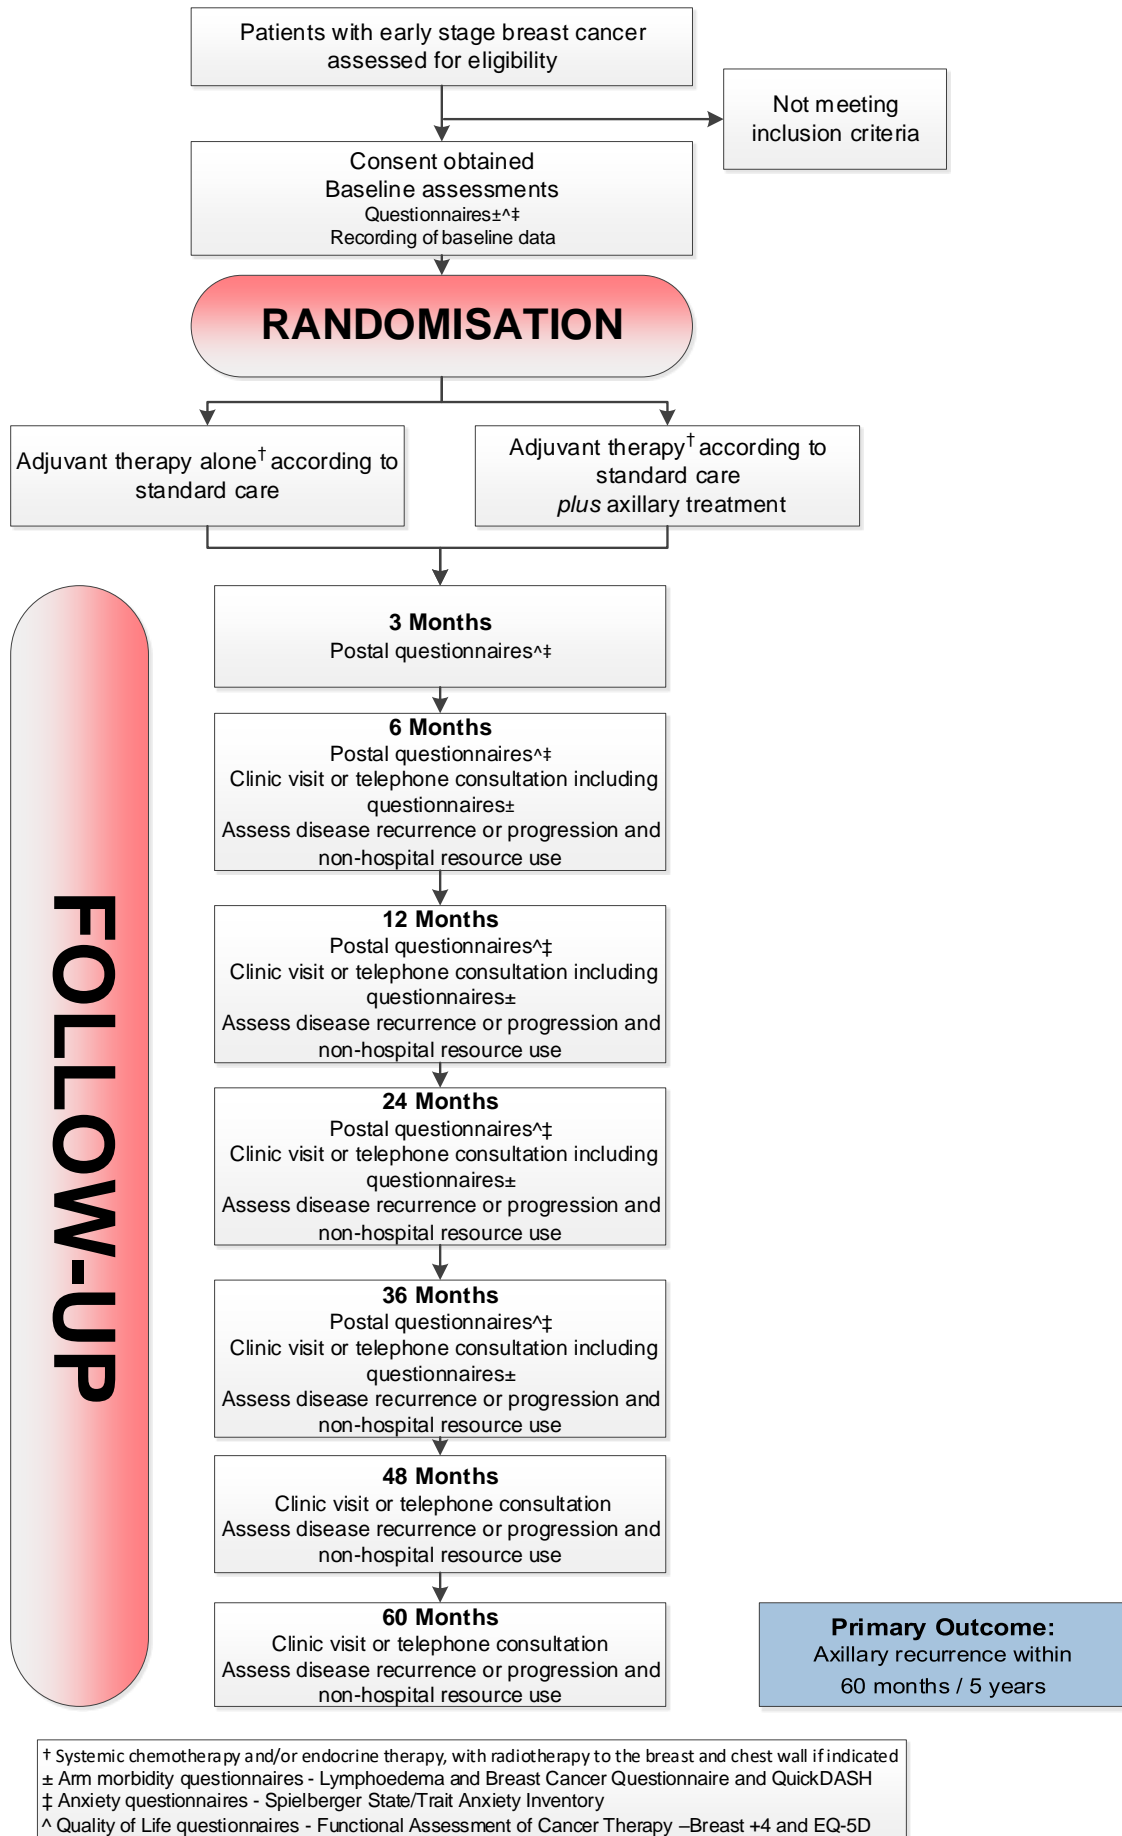 Patients with early stage breast cancer
assessed for eligibility
Not meeting
inclusion criteria
Consent obtained
Baseline assessments
Questionnaires±^‡
Recording of baseline data
RANDOMISATION
Adjuvant therapy alone† according to
standard care
Adjuvant therapy† according to
standard care
plus axillary treatment
FOLLOW-UP
3 Months
Postal questionnaires^‡
6 Months
Postal questionnaires^‡
Clinic visit or telephone consultation including
questionnaires±
Assess disease recurrence or progression and
non-hospital resource use
12 Months
Postal questionnaires^‡
Clinic visit or telephone consultation including
questionnaires±
Assess disease recurrence or progression and
non-hospital resource use
24 Months
Postal questionnaires^‡
Clinic visit or telephone consultation including
questionnaires±
Assess disease recurrence or progression and
non-hospital resource use
36 Months
Postal questionnaires^‡
Clinic visit or telephone consultation including
questionnaires±
Assess disease recurrence or progression and
non-hospital resource use
48 Months
Clinic visit or telephone consultation
Assess disease recurrence or progression and
non-hospital resource use
60 Months
Clinic visit or telephone consultation
Assess disease recurrence or progression and
non-hospital resource use
Primary Outcome:
Axillary recurrence within
60 months / 5 years
† Systemic chemotherapy and/or endocrine therapy, with radiotherapy to the breast and chest wall if indicated
± Arm morbidity questionnaires - Lymphoedema and Breast Cancer Questionnaire and QuickDASH
‡ Anxiety questionnaires - Spielberger State/Trait Anxiety Inventory
^ Quality of Life questionnaires - Functional Assessment of Cancer Therapy –Breast +4 and EQ-5D